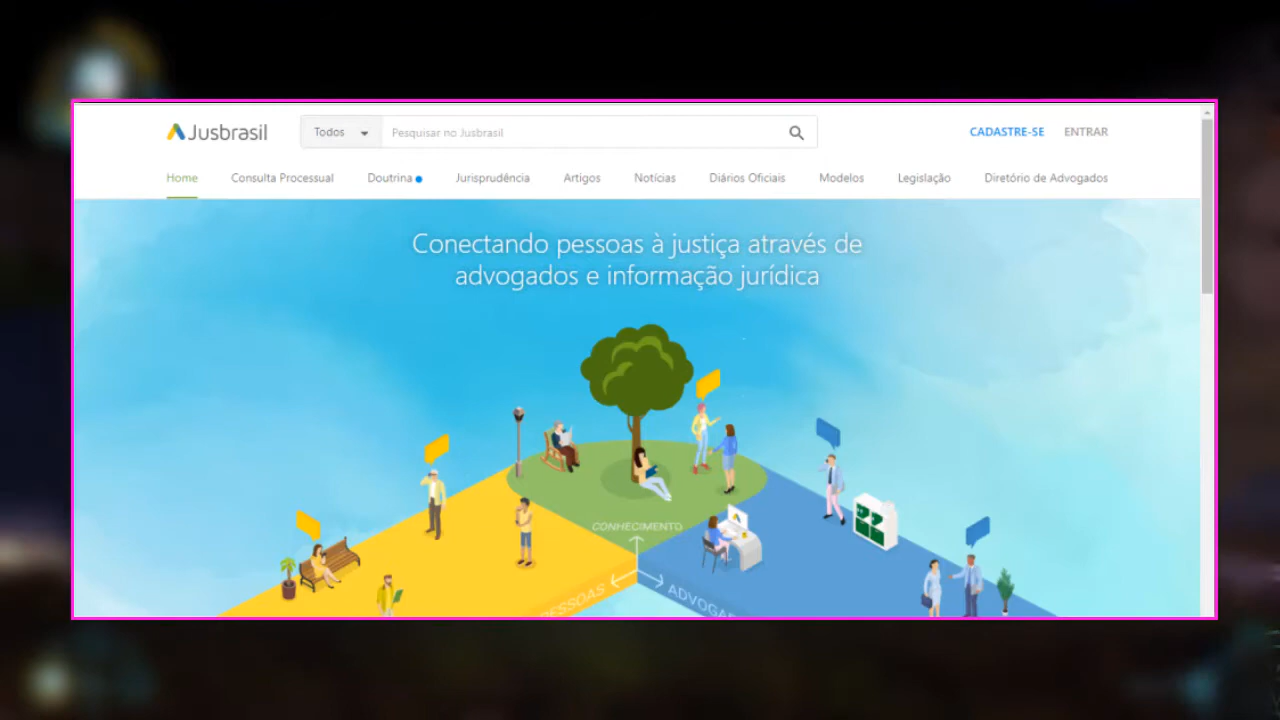 Jusbrasil
Todos
Pesquisar no Jusbrasil
CADASTRE-SE
ENTRAR
Home
Consulta Processual
Doutrina
Jurisprudência
Artigos
Notícias
Diários Oficiais
Modelos
Legislação
Diretório de Advogados
Conectando pessoas à justiça através de
advogados e informação jurídica
CONHECIMENTO